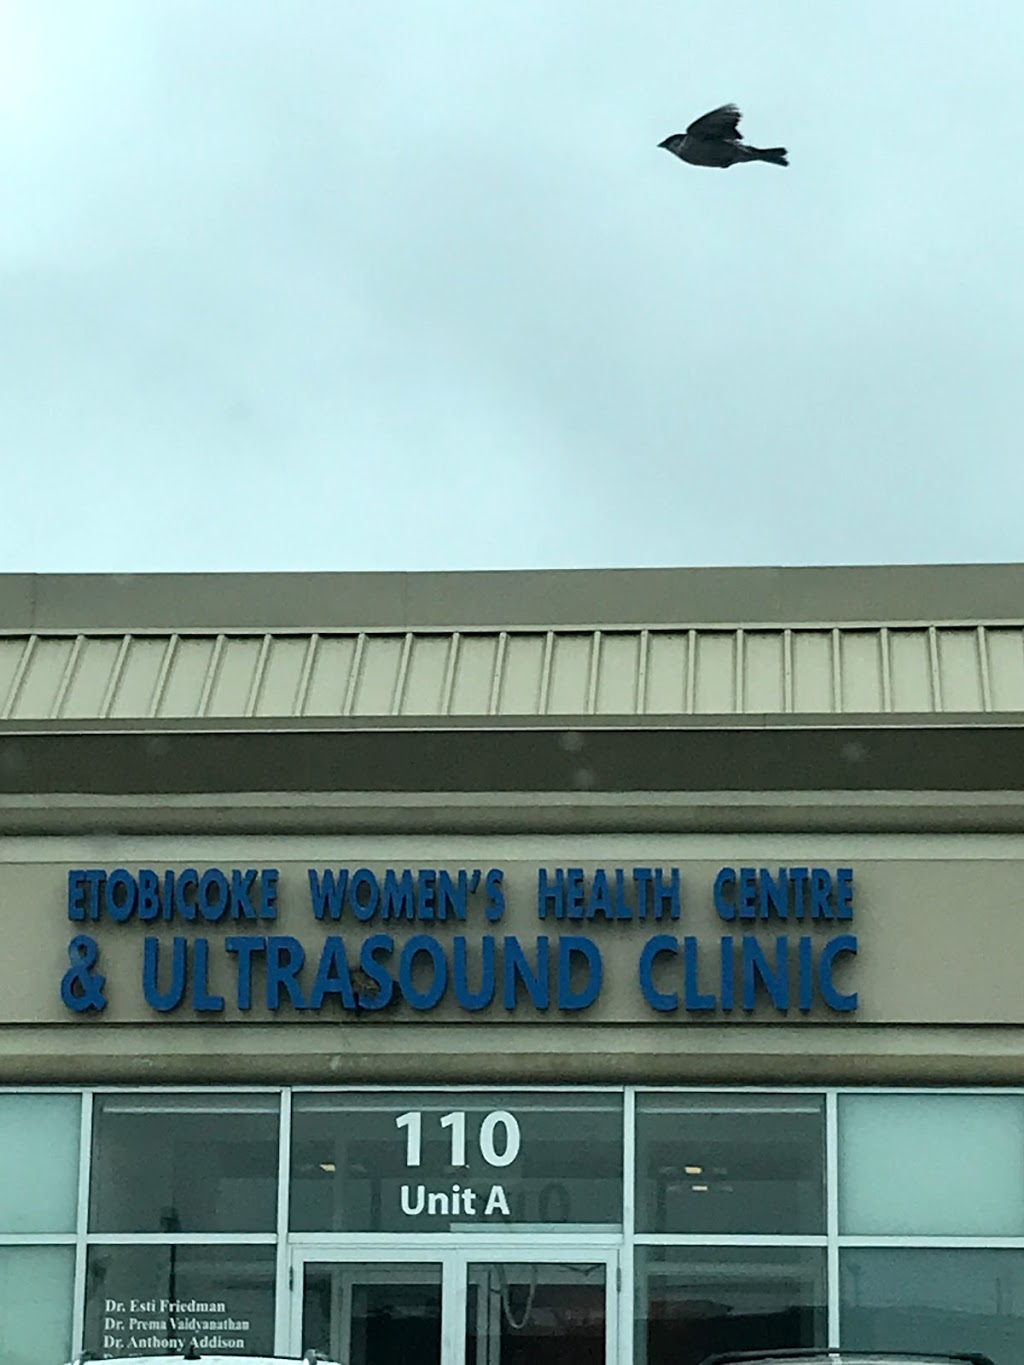 ETOBICOKE WOMEN'S HEALTH CENTRE
& ULTRASOUND CLINIC
110
Unit A
Dr. Esti Friedman
Dr. Prema Vaidyanathan
Dr. Anthony Addison